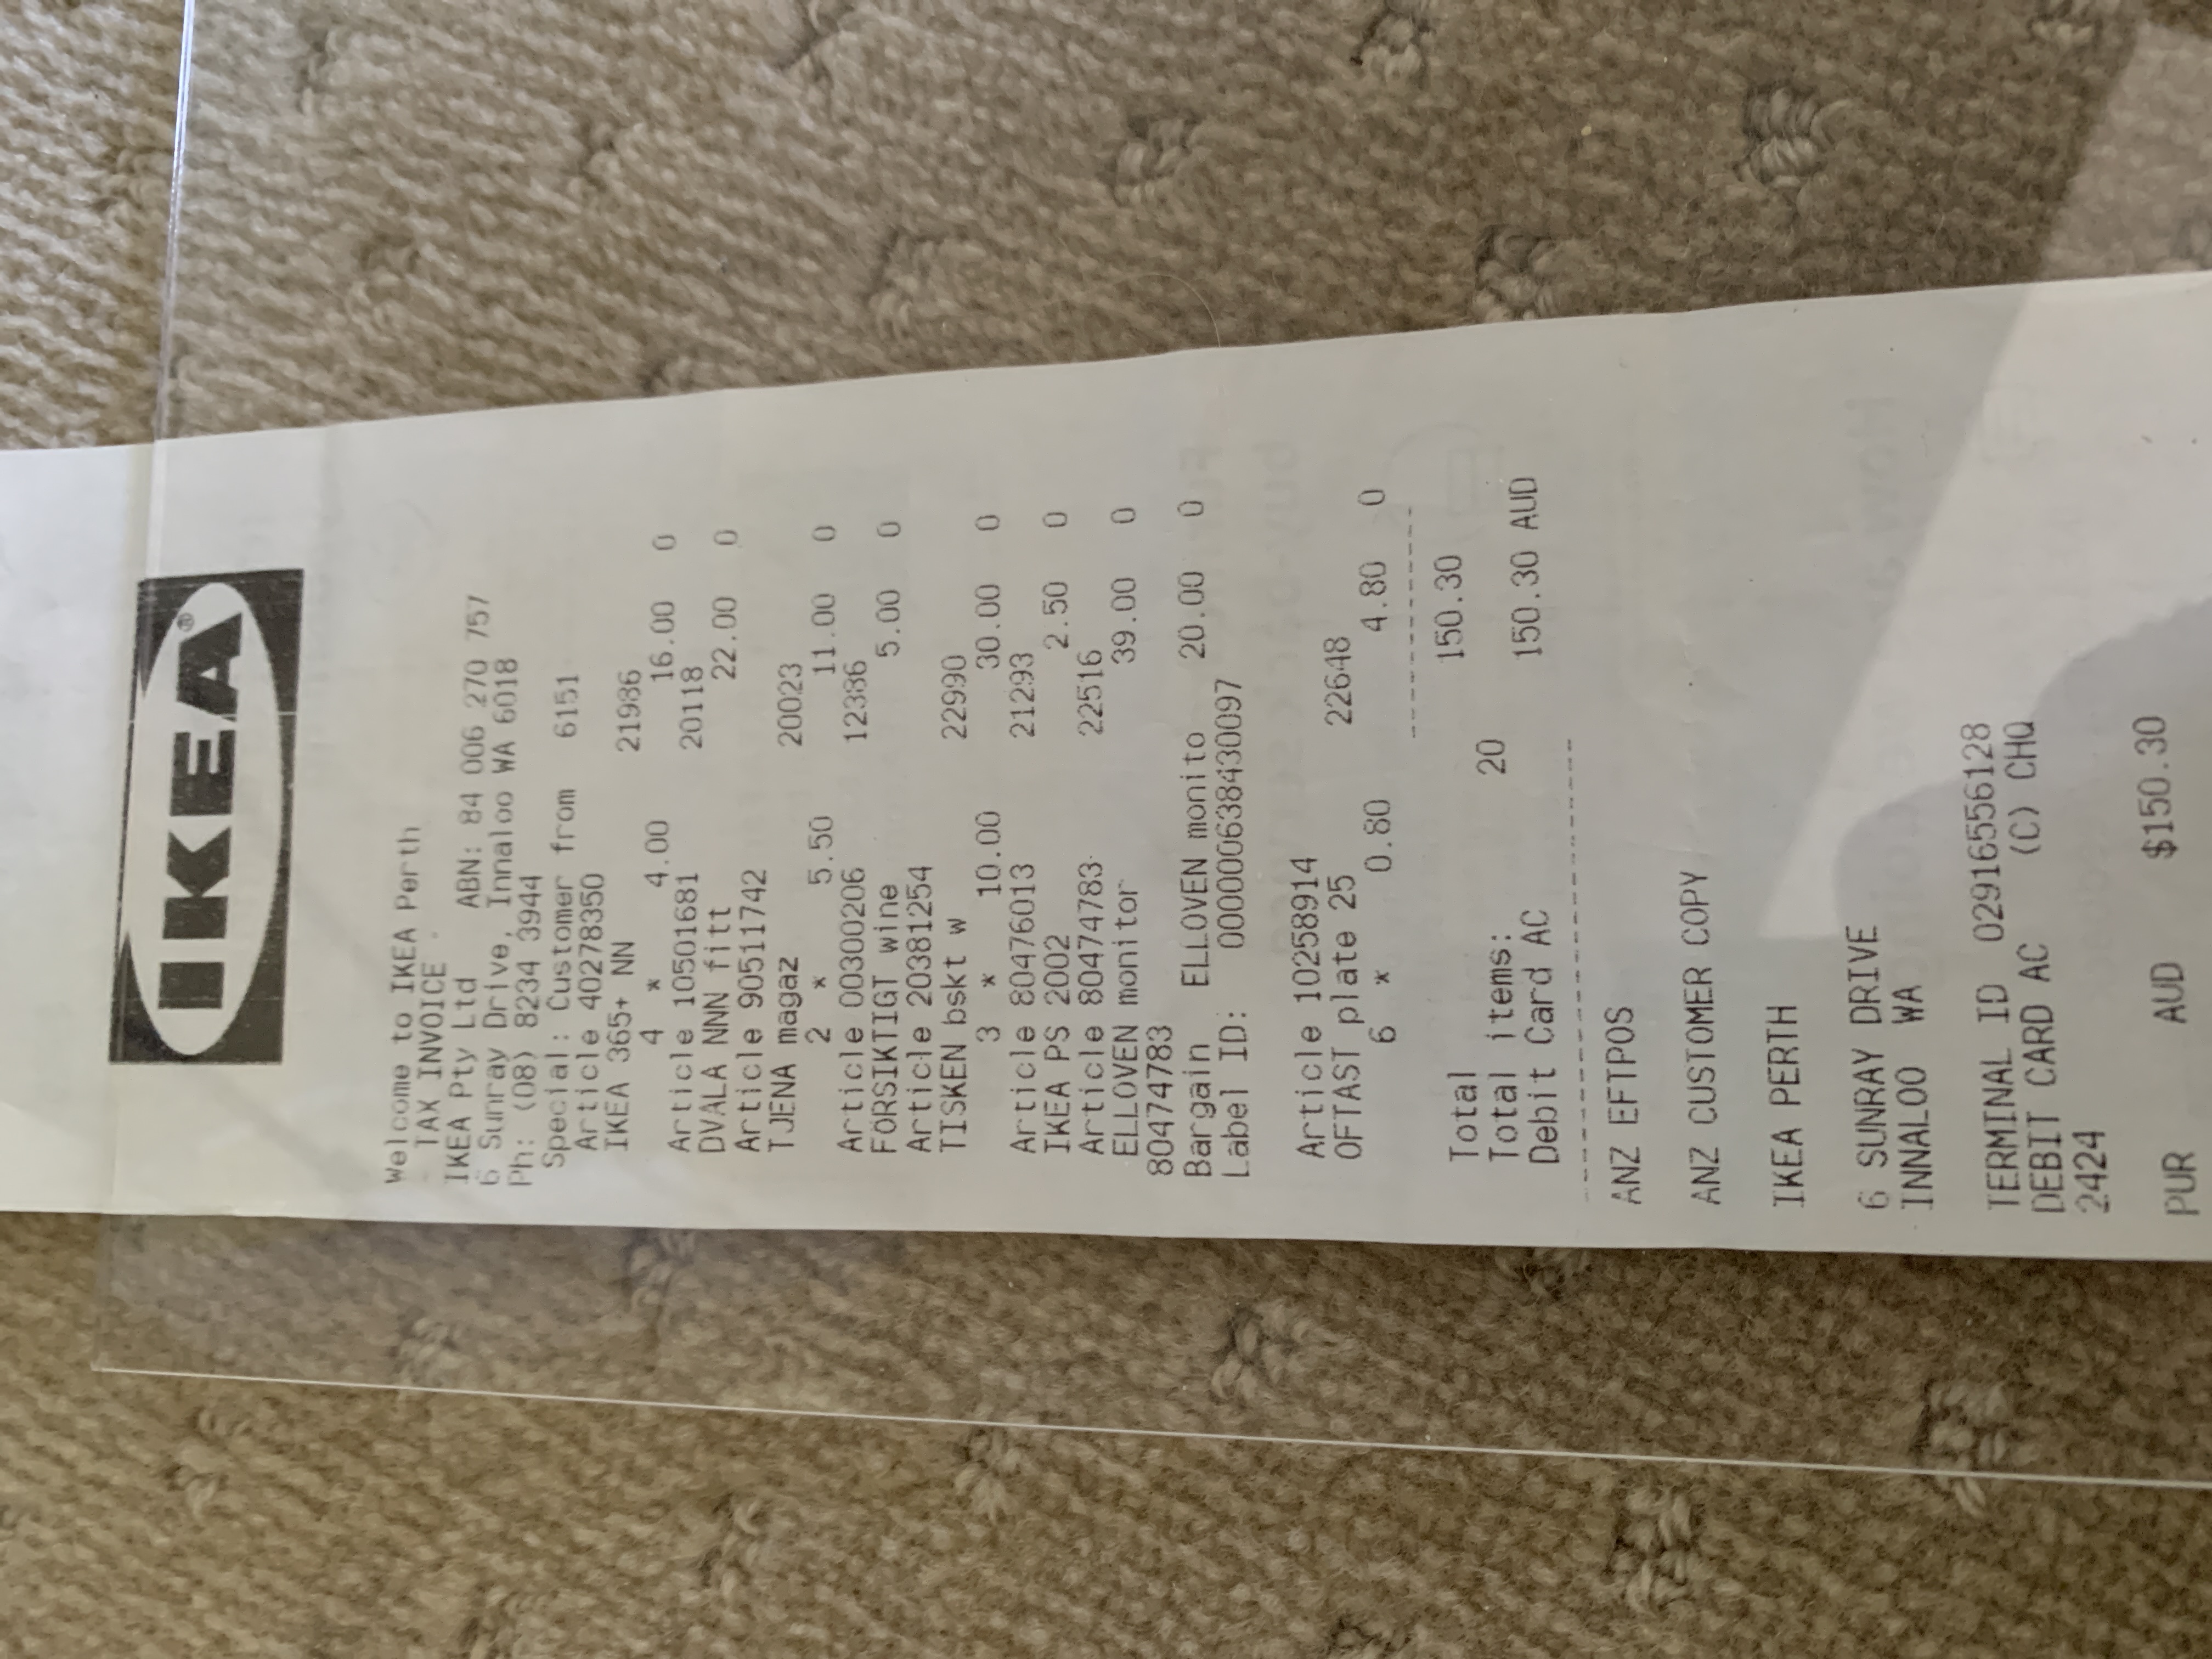 IKEA®
Welcome to IKEA Perth
- TAX INVOICE -
IKEA Pty Ltd ABN: 84 006 270 757
6 Sunray Drive, Innaloo WA 6018
Ph: (08) 8234 3944
Special: Customer from 6151
Article 40278350
IKEA 365+ NN 21986
4 * 4.00 16.00 0
Article 10501681 20118
DVALA NNN fitt 22.00 0
Article 90511742
TJENA magaz 20023
2 * 5.50 11.00 0
Article 00300206 12386
FÖRSIKTIGT wine 5.00 0
Article 20381254
TISKEN bskt w 22990
3 * 10.00 30.00 0
Article 80476013 21293
IKEA PS 2002 2.50 0
Article 80474783 22516
ELLOVEN monitor 39.00 0
80474783
Bargain ELLOVEN monito 20.00 0
Label ID: 000000638430097
Article 10258914
OFTAST plate 25 22648
6 * 0.80 4.80 0
Total 150.30
Total items: 20
Debit Card AC 150.30 AUD
ANZ EFTPOS
ANZ CUSTOMER COPY
IKEA PERTH
6 SUNRAY DRIVE
INNALOO WA
TERMINAL ID 02916556128
DEBIT CARD AC (C) CHQ
2424
PUR AUD $150.30